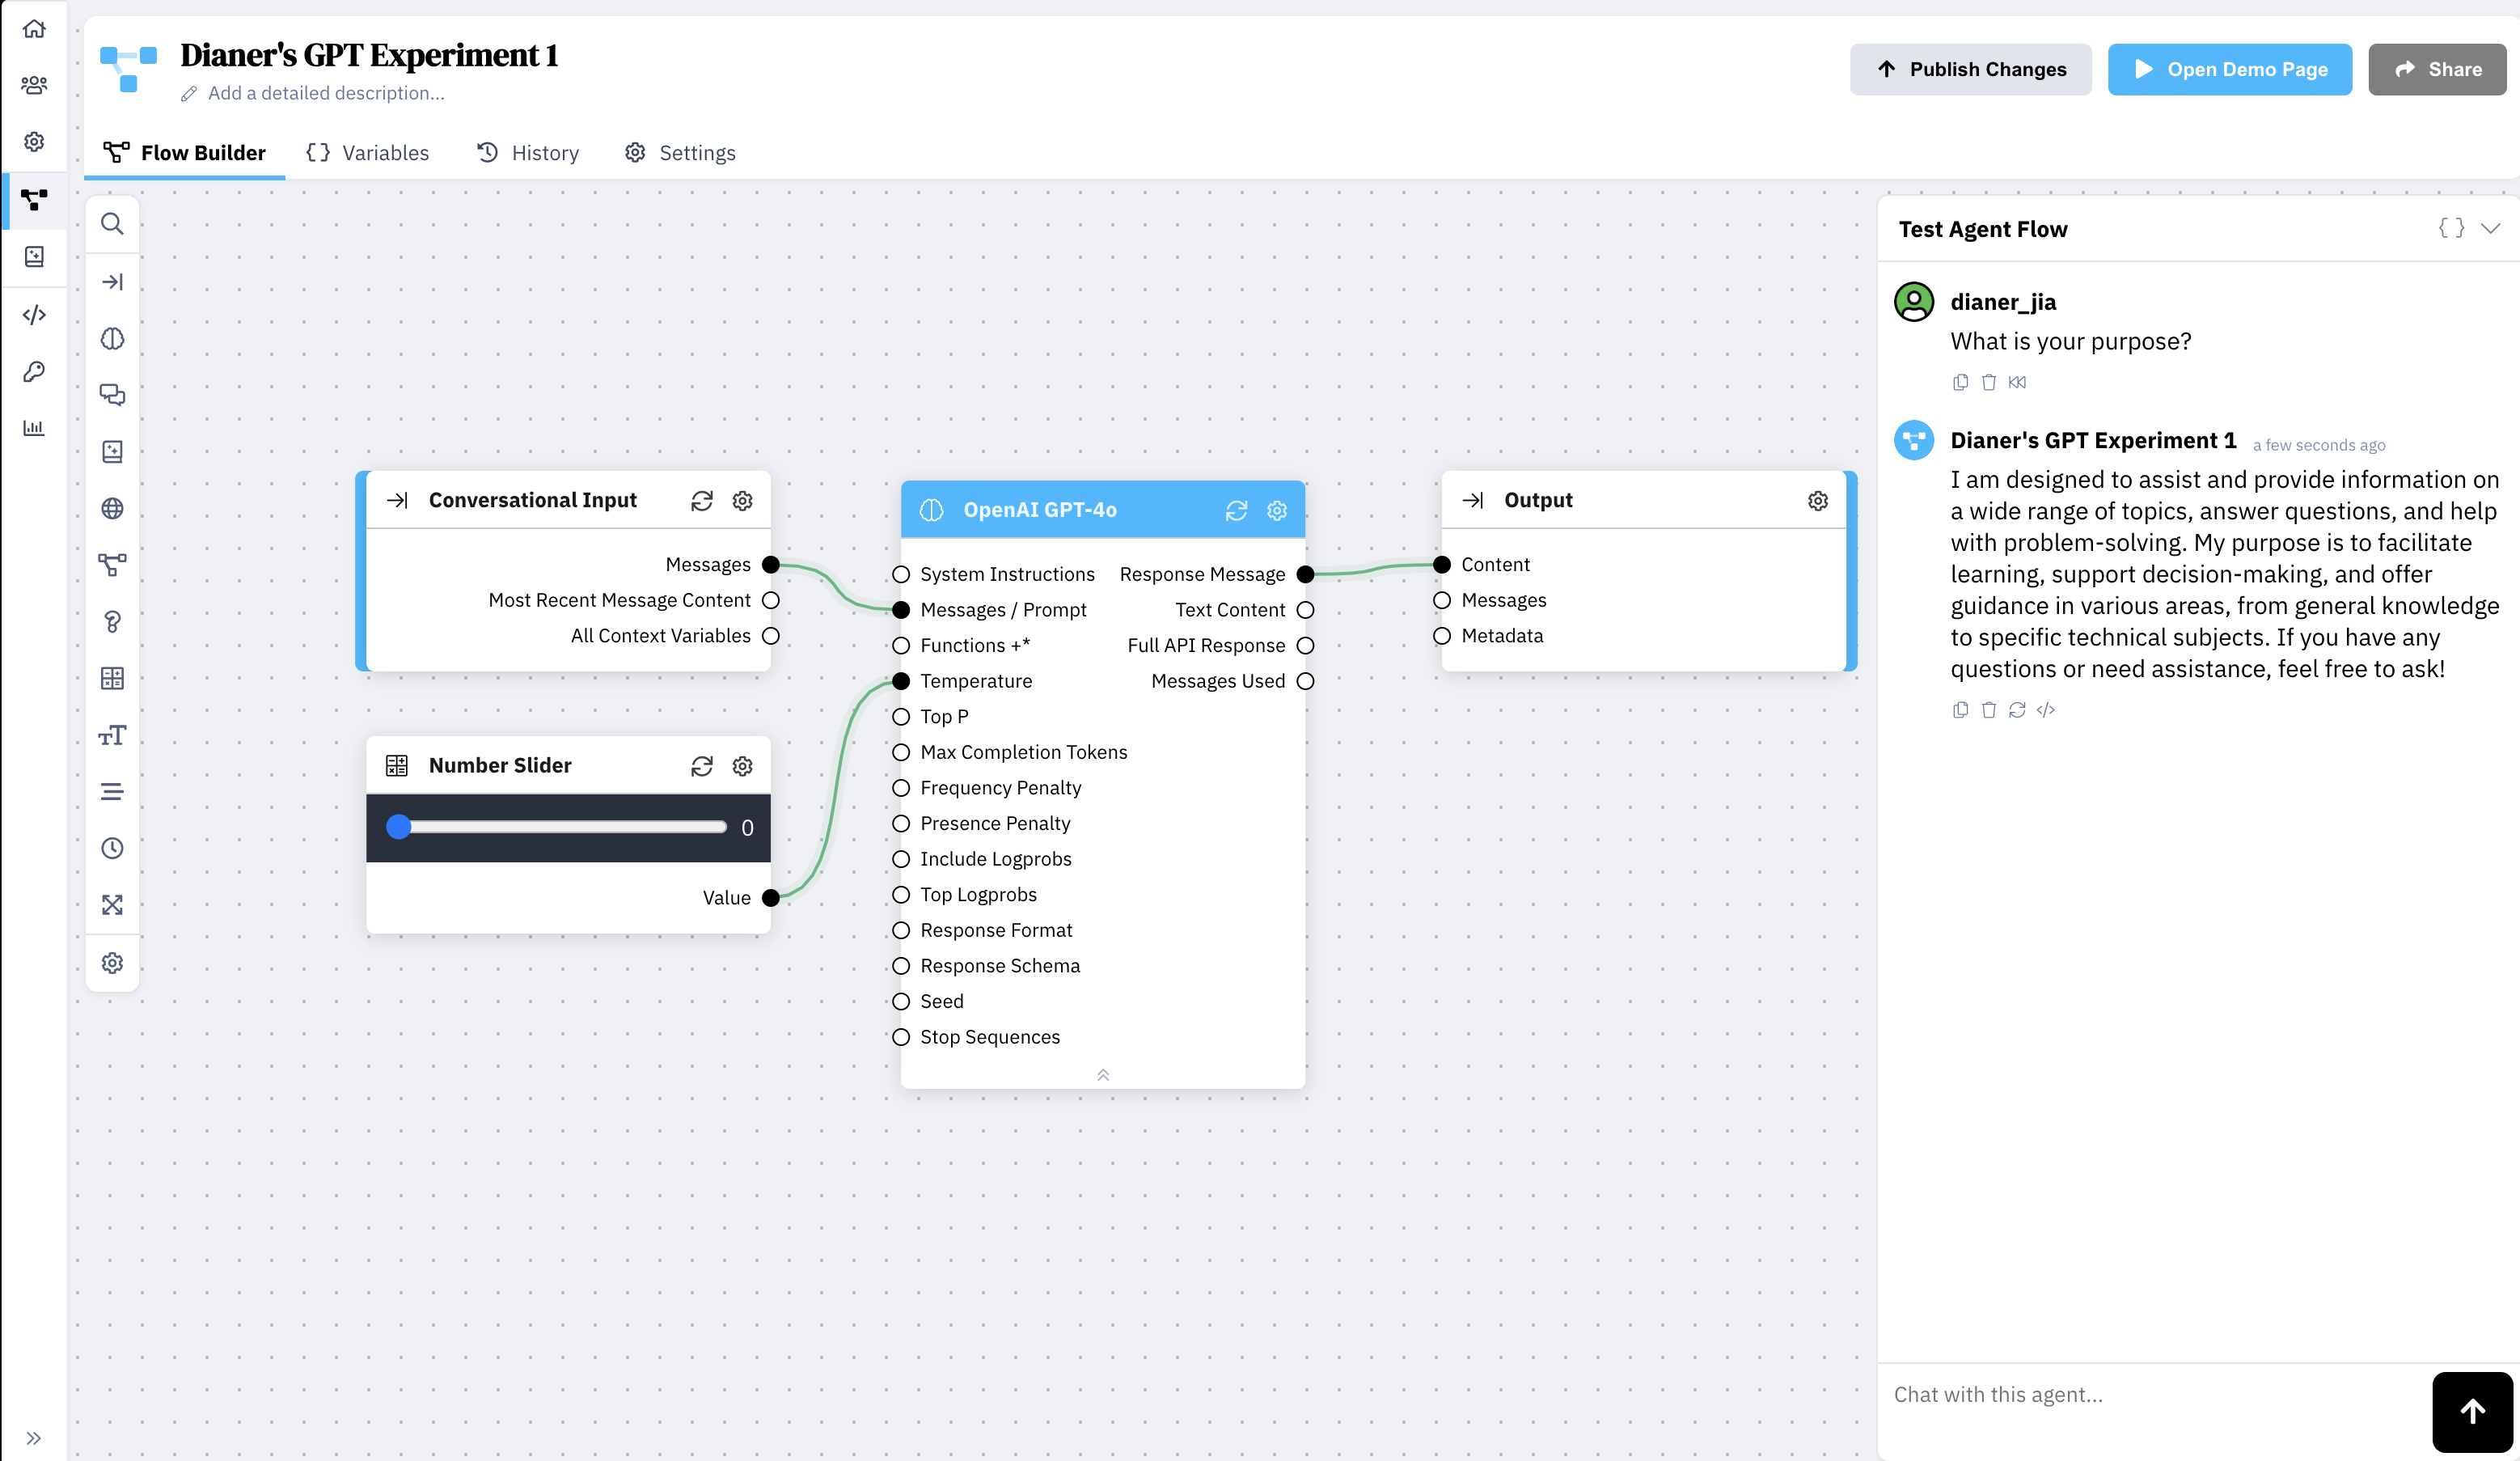 Dianer's GPT Experiment 1
Add a detailed description...
Publish Changes
Open Demo Page
Share
Flow Builder
Variables
History
Settings
Conversational Input
Messages
Most Recent Message Content
All Context Variables
Number Slider
0
Value
OpenAI GPT-4o
System Instructions
Response Message
Messages / Prompt
Text Content
Functions +*
Full API Response
Temperature
Messages Used
Top P
Max Completion Tokens
Frequency Penalty
Presence Penalty
Include Logprobs
Top Logprobs
Response Format
Response Schema
Seed
Stop Sequences
Output
Content
Messages
Metadata
Test Agent Flow
dianer_jia
What is your purpose?
Dianer's GPT Experiment 1 a few seconds ago
I am designed to assist and provide information on
a wide range of topics, answer questions, and help
with problem-solving. My purpose is to facilitate
learning, support decision-making, and offer
guidance in various areas, from general knowledge
to specific technical subjects. If you have any
questions or need assistance, feel free to ask!
Chat with this agent...